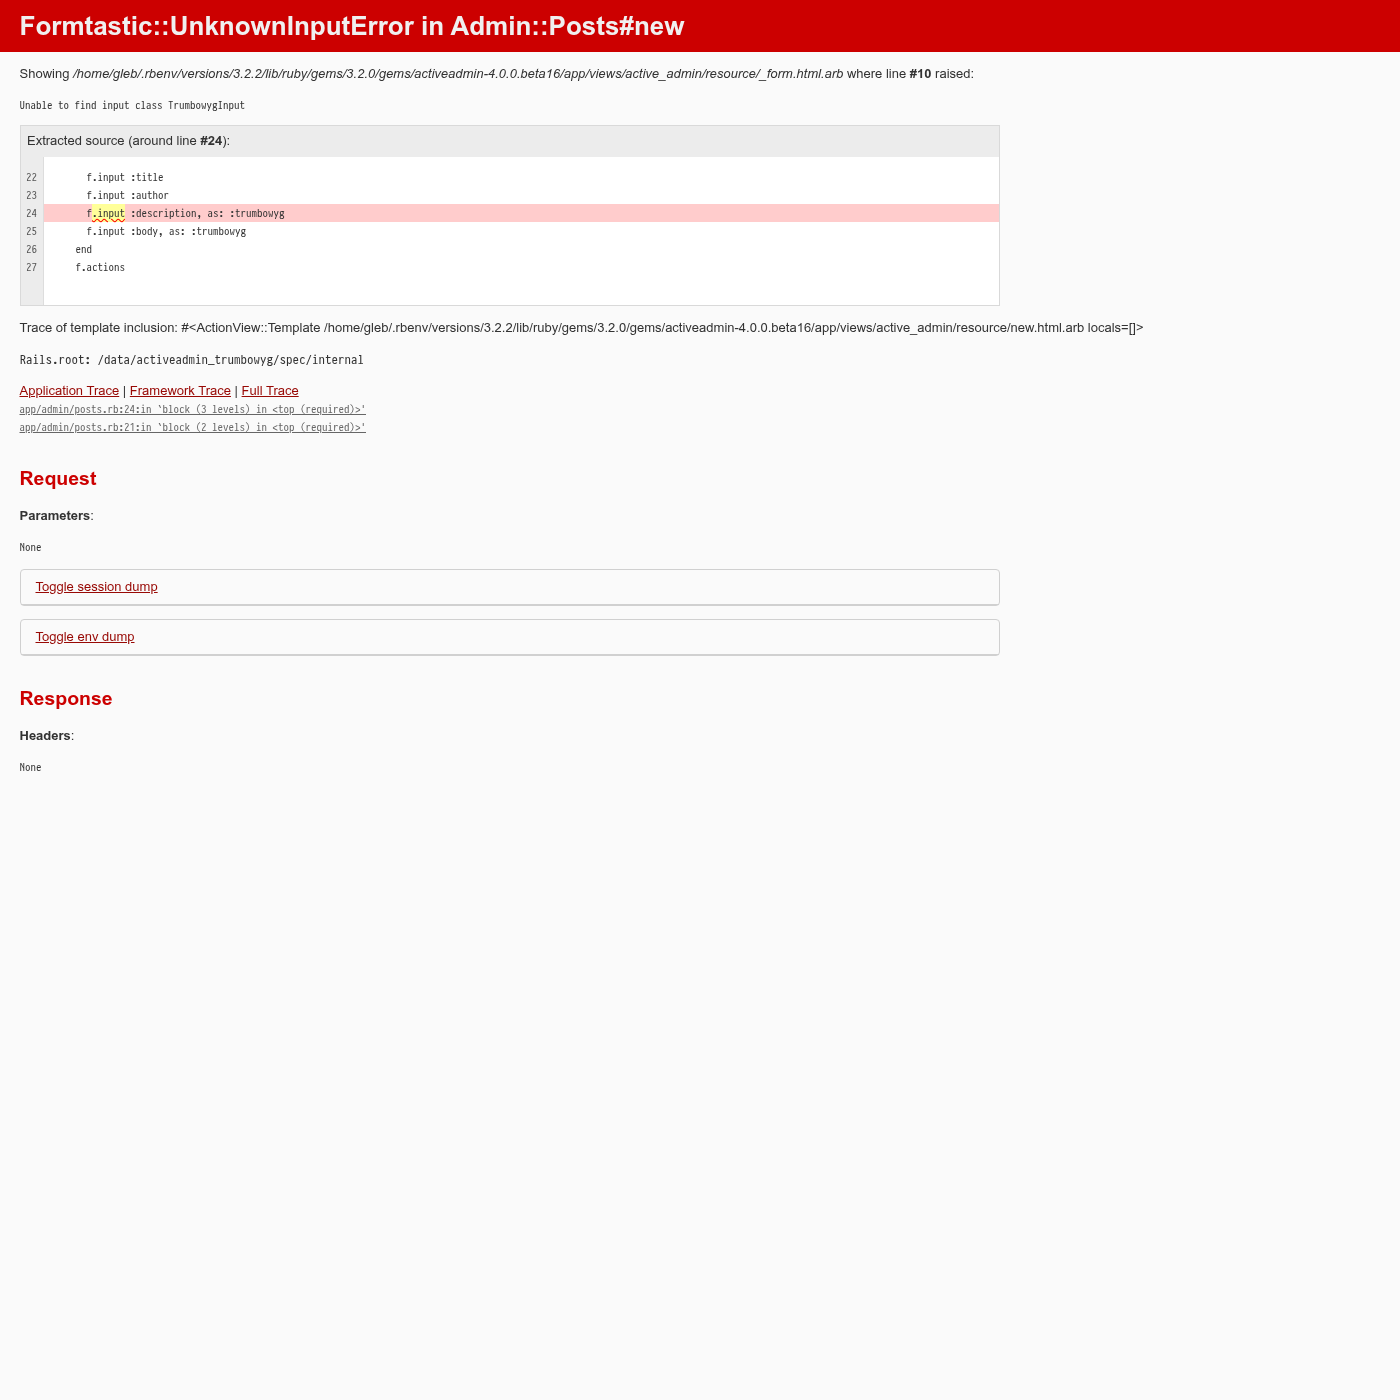 Formtastic::UnknownInputError in Admin::Posts#new
Showing /home/gleb/.rbenv/versions/3.2.2/lib/ruby/gems/3.2.0/gems/activeadmin-4.0.0.beta16/app/views/active_admin/resource/_form.html.arb where line #10 raised:
Unable to find input class TrumbowygInput
Extracted source (around line #24):
22 f.input :title
23 f.input :author
24 f.input :description, as: :trumbowyg
25 f.input :body, as: :trumbowyg
26 end
27 f.actions
Trace of template inclusion: #<ActionView::Template /home/gleb/.rbenv/versions/3.2.2/lib/ruby/gems/3.2.0/gems/activeadmin-4.0.0.beta16/app/views/active_admin/resource/new.html.arb locals=[]>
Rails.root: /data/activeadmin_trumbowyg/spec/internal
Application Trace | Framework Trace | Full Trace
app/admin/posts.rb:24:in `block (3 levels) in <top (required)>'
app/admin/posts.rb:21:in `block (2 levels) in <top (required)>'
Request
Parameters:
None
Toggle session dump
Toggle env dump
Response
Headers:
None